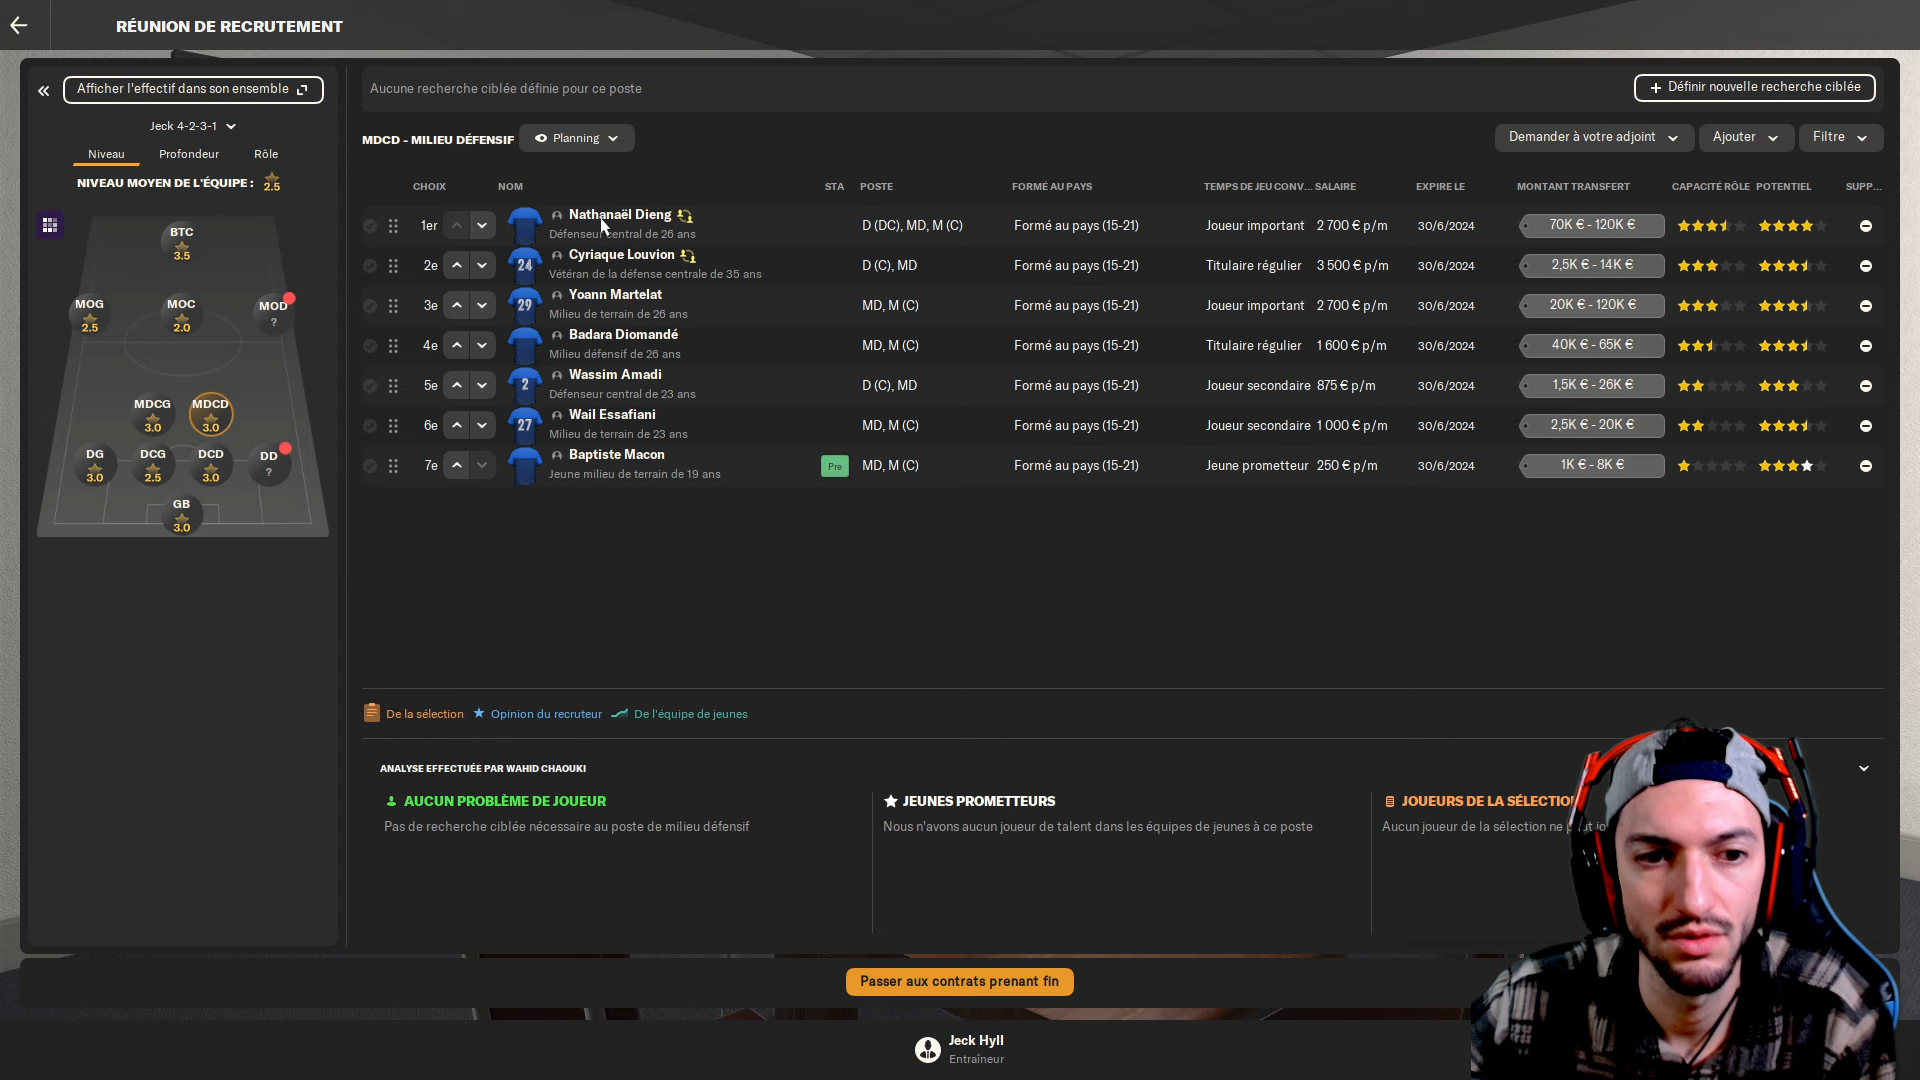 RÉUNION DE RECRUTEMENT
Afficher l'effectif dans son ensemble
Jeck 4-2-3-1
Niveau Profondeur Rôle
NIVEAU MOYEN DE L'ÉQUIPE : 2.5
BTC
3.5
MOG
2.5
MOC
2.0
MOD
?
MDCG
3.0
MDCD
3.0
DG
3.0
DCG
2.5
DCD
3.0
DD
?
GB
3.0
Aucune recherche ciblée définie pour ce poste
Définir nouvelle recherche ciblée
MDCD - MILIEU DÉFENSIF Planning
Demander à votre adjoint Ajouter Filtre
CHOIX NOM STA POSTE FORMÉ AU PAYS TEMPS DE JEU CONV... SALAIRE EXPIRE LE MONTANT TRANSFERT CAPACITÉ RÔLE POTENTIEL SUPP...
1er Nathanaël Dieng D (DC), MD, M (C) Formé au pays (15-21) Joueur important 2 700 € p/m 30/6/2024 70K € - 120K €
Défenseur central de 26 ans
2e 24 Cyriaque Louvion D (C), MD Formé au pays (15-21) Titulaire régulier 3 500 € p/m 30/6/2024 2,5K € - 14K €
Vétéran de la défense centrale de 35 ans
3e 29 Yoann Martelat MD, M (C) Formé au pays (15-21) Joueur important 2 700 € p/m 30/6/2024 20K € - 120K €
Milieu de terrain de 26 ans
4e Badara Diomandé MD, M (C) Formé au pays (15-21) Titulaire régulier 1 600 € p/m 30/6/2024 40K € - 65K €
Milieu défensif de 26 ans
5e 2 Wassim Amadi D (C), MD Formé au pays (15-21) Joueur secondaire 875 € p/m 30/6/2024 1,5K € - 26K €
Défenseur central de 23 ans
6e 27 Wail Essafiani MD, M (C) Formé au pays (15-21) Joueur secondaire 1 000 € p/m 30/6/2024 2,5K € - 20K €
Milieu de terrain de 23 ans
7e Baptiste Macon Pre MD, M (C) Formé au pays (15-21) Jeune prometteur 250 € p/m 30/6/2024 1K € - 8K €
Jeune milieu de terrain de 19 ans
De la sélection Opinion du recruteur De l'équipe de jeunes
ANALYSE EFFECTUÉE PAR WAHID CHAOUKI
AUCUN PROBLÈME DE JOUEUR
Pas de recherche ciblée nécessaire au poste de milieu défensif
JEUNES PROMETTEURS
Nous n'avons aucun joueur de talent dans les équipes de jeunes à ce poste
JOUEURS DE LA SÉLECTIO
Aucun joueur de la sélection ne
Passer aux contrats prenant fin
Jeck Hyll
Entraîneur